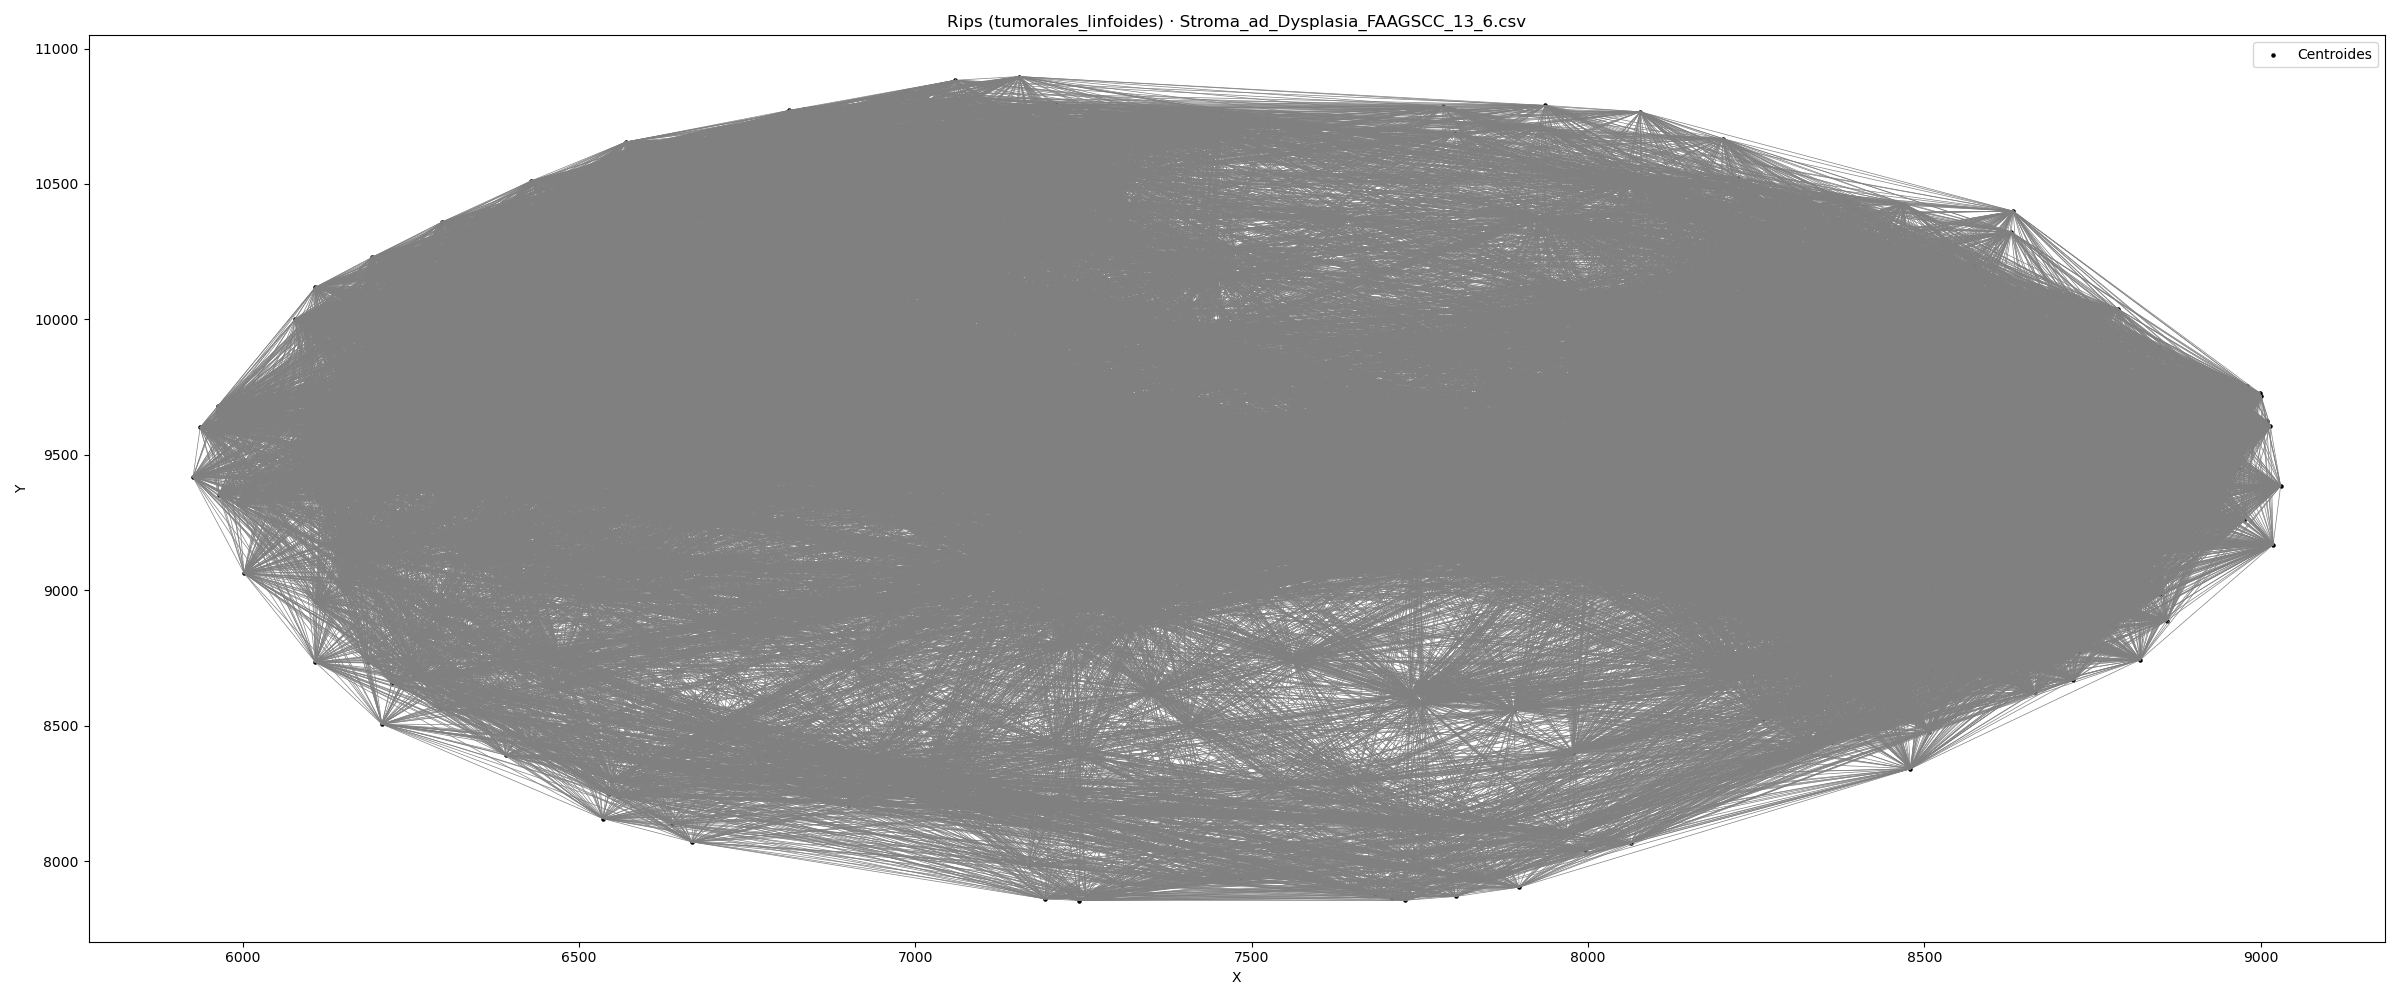 Rips (tumorales_linfoides) · Stroma_ad_Dysplasia_FAAGSCC_13_6.csv
Centroides
11000
10500
10000
9500
9000
8500
8000
Y
6000 6500 7000 7500 8000 8500 9000
X